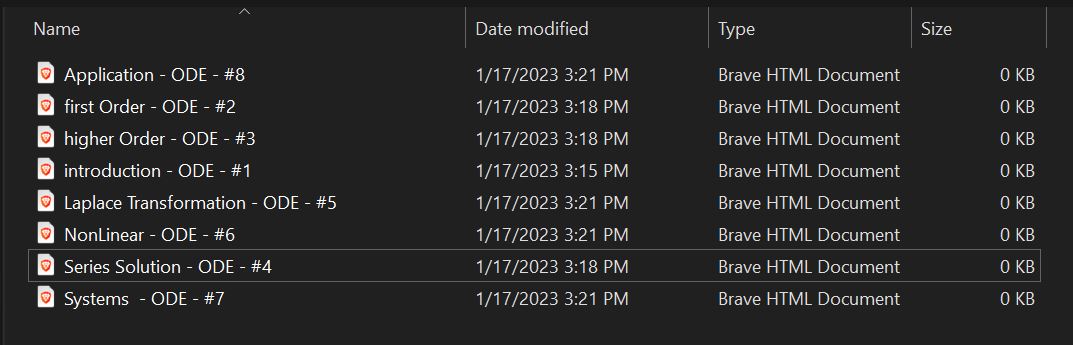 Name Date modified Type Size
Application - ODE - #8 1/17/2023 3:21 PM Brave HTML Document 0 KB
first Order - ODE - #2 1/17/2023 3:18 PM Brave HTML Document 0 KB
higher Order - ODE - #3 1/17/2023 3:18 PM Brave HTML Document 0 KB
introduction - ODE - #1 1/17/2023 3:15 PM Brave HTML Document 0 KB
Laplace Transformation - ODE - #5 1/17/2023 3:21 PM Brave HTML Document 0 KB
NonLinear - ODE - #6 1/17/2023 3:21 PM Brave HTML Document 0 KB
Series Solution - ODE - #4 1/17/2023 3:18 PM Brave HTML Document 0 KB
Systems  - ODE - #7 1/17/2023 3:21 PM Brave HTML Document 0 KB